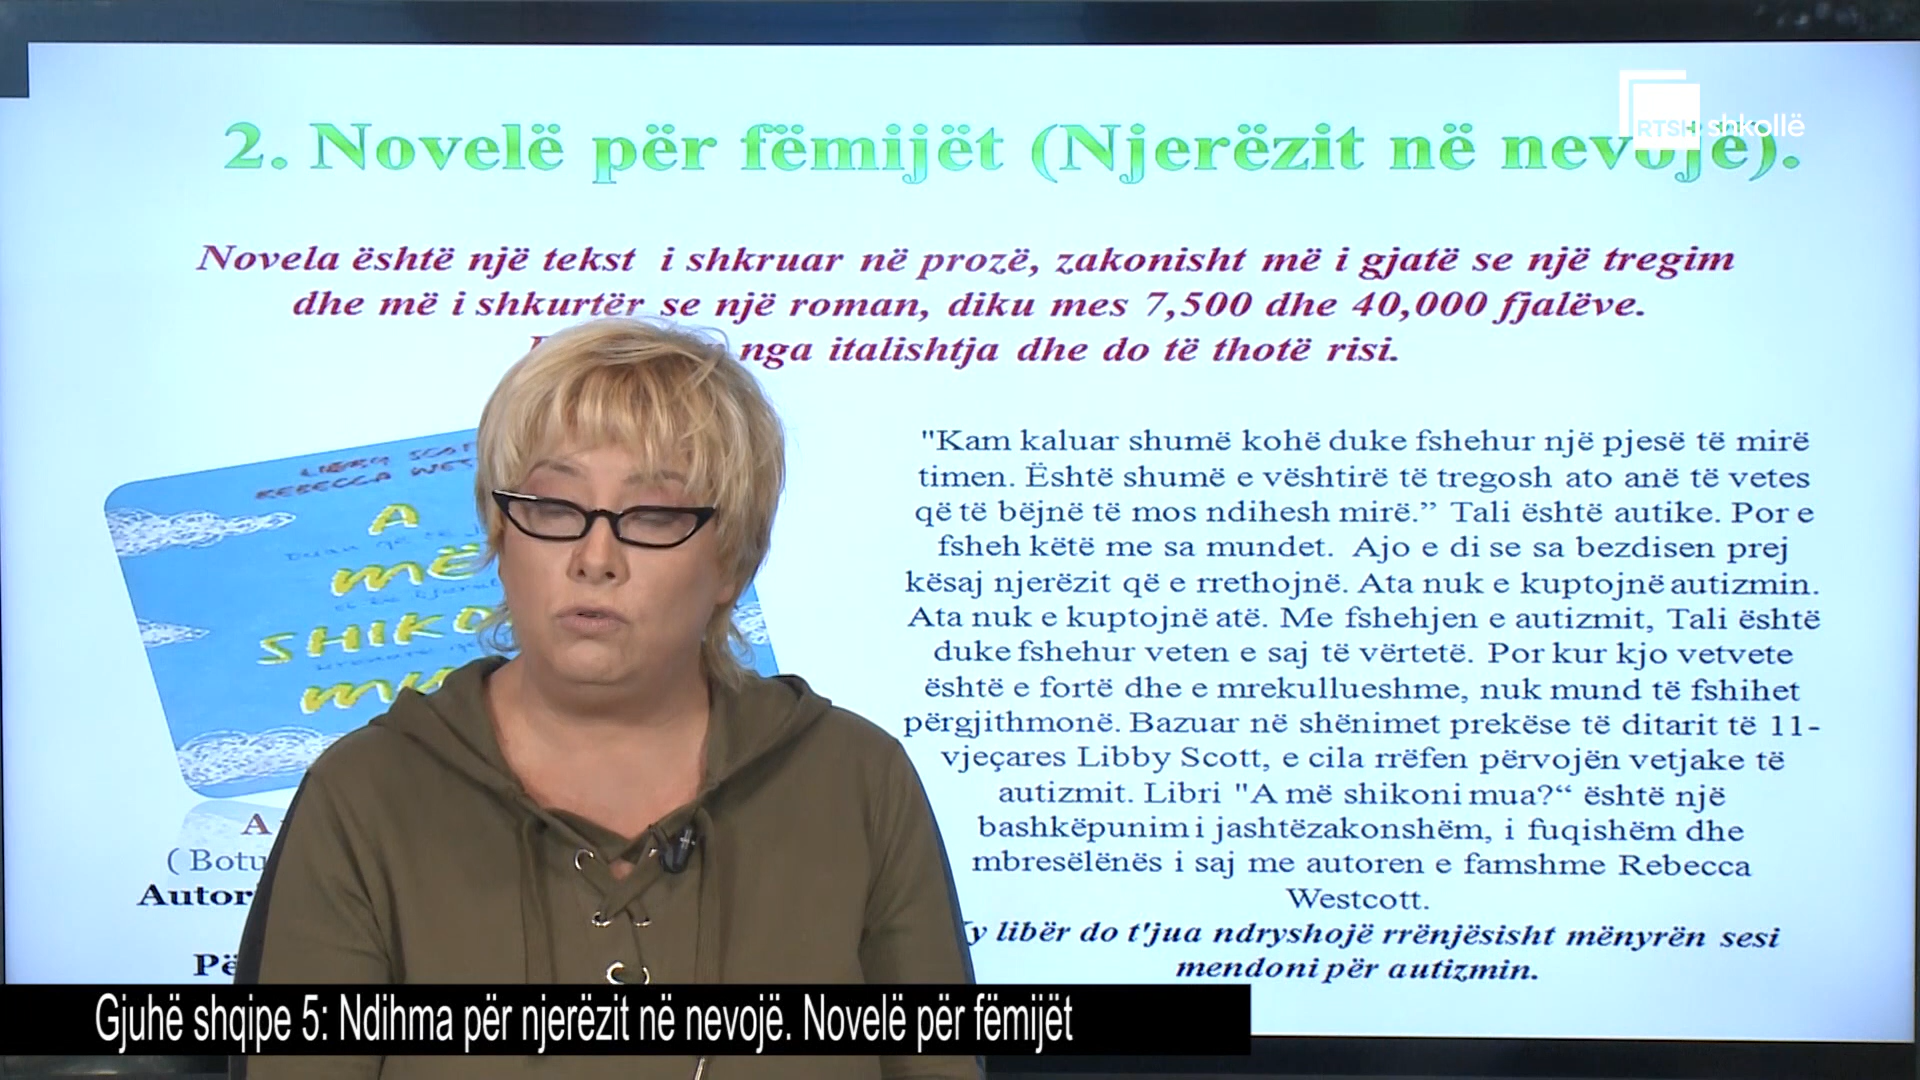 RTSH shkollë
2. Novelë për fëmijët (Njerëzit në nevojë).
Novela është një tekst i shkruar në prozë, zakonisht më i gjatë se një tregim
dhe më i shkurtër se një roman, diku mes 7,500 dhe 40,000 fjalëve.
nga italishtja dhe do të thotë risi.
LIBBY
REBECCA
A
MË
MUA
"Kam kaluar shumë kohë duke fshehur një pjesë të mirë
timen. Është shumë e vështirë të tregosh ato anë të vetes
që të bëjnë të mos ndihesh mirë.” Tali është autike. Por e
fsheh këtë me sa mundet. Ajo e di se sa bezdisen prej
kësaj njerëzit që e rrethojnë. Ata nuk e kuptojnë autizmin.
Ata nuk e kuptojnë atë. Me fshehjen e autizmit, Tali është
duke fshehur veten e saj të vërtetë. Por kur kjo vetvete
është e fortë dhe e mrekullueshme, nuk mund të fshihet
përgjithmonë. Bazuar në shënimet prekëse të ditarit të 11-
vjeçares Libby Scott, e cila rrëfen përvojën vetjake të
autizmit. Libri "A më shikoni mua?“ është një
bashkëpunim i jashtëzakonshëm, i fuqishëm dhe
mbresëlënës i saj me autoren e famshme Rebecca
Westcott.
libër do t'jua ndryshojë rrënjësisht mënyrën sesi
mendoni për autizmin.
A
Gjuhë shqipe 5: Ndihma për njerëzit në nevojë. Novelë për fëmijët